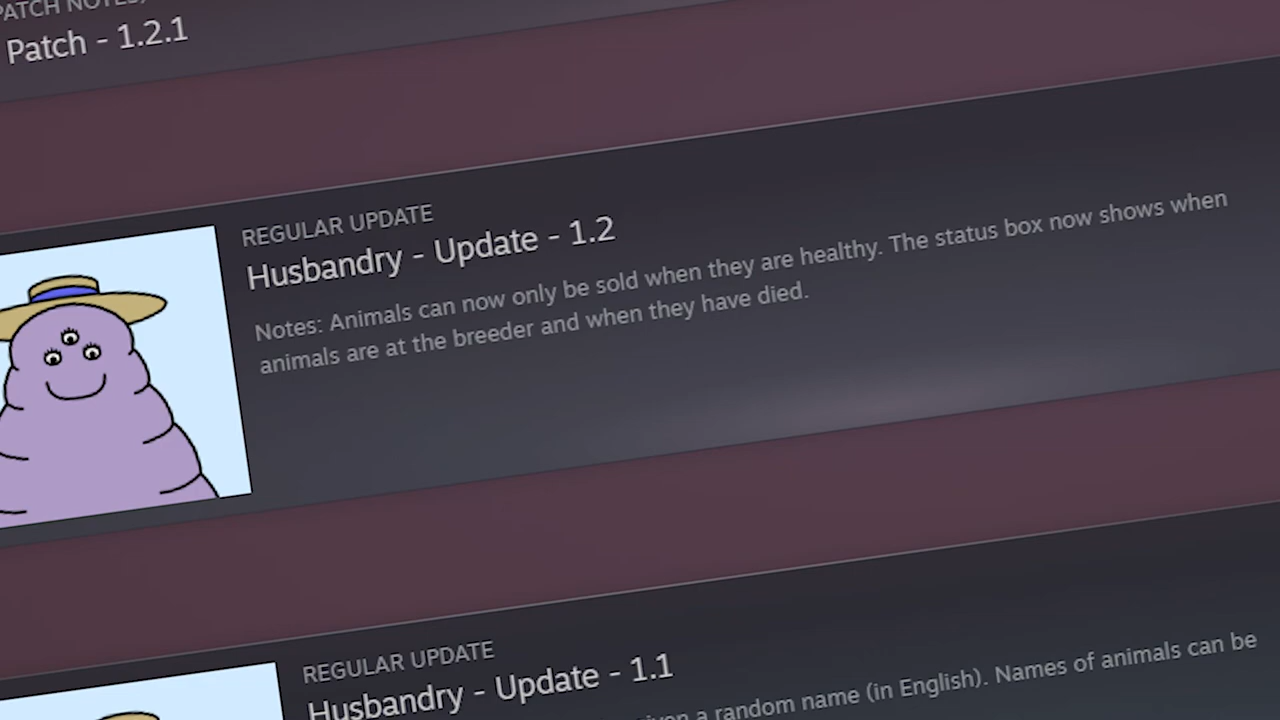 PATCH NOTES
Patch - 1.2.1
REGULAR UPDATE
Husbandry - Update - 1.2
Notes: Animals can now only be sold when they are healthy. The status box now shows when
animals are at the breeder and when they have died.
REGULAR UPDATE
Husbandry - Update - 1.1
a random name (in English). Names of animals can be